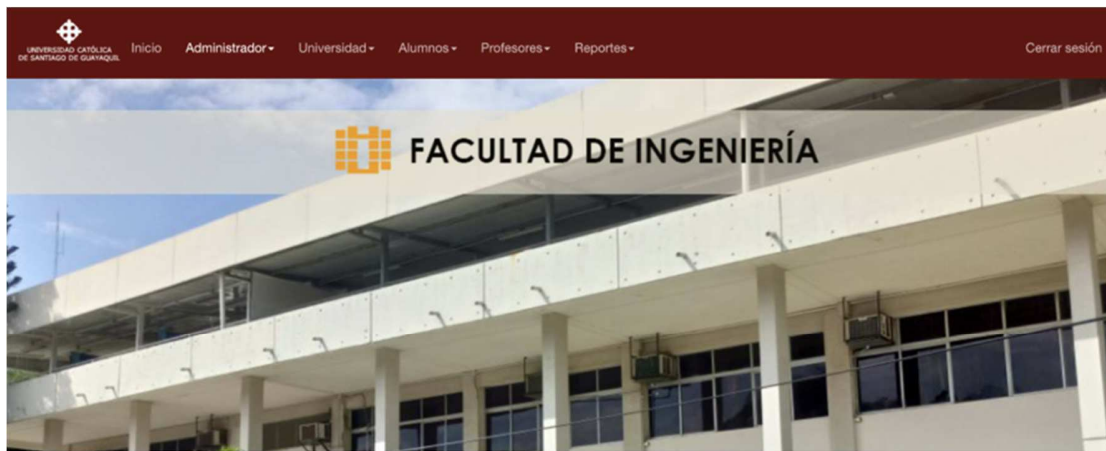 UNIVERSIDAD CATÓLICA
DE SANTIAGO DE GUAYAQUIL
Inicio Administrador Universidad Alumnos Profesores Reportes Cerrar sesión
FACULTAD DE INGENIERÍA